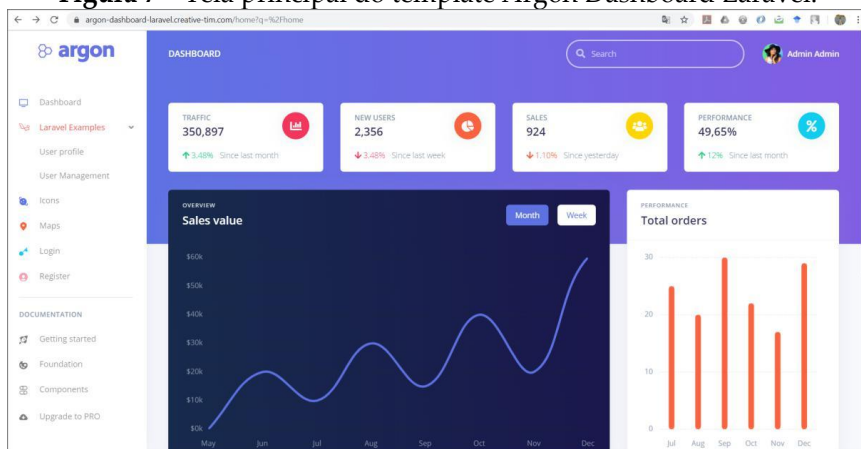 Figura 7 – Tela principal do template Argon Dashboard Laravel.
argon-dashboard-laravel.creative-tim.com/home?q=%2Fhome
argon
DASHBOARD
Search
Admin Admin
Dashboard
Laravel Examples
User profile
User Management
Icons
Maps
Login
Register
DOCUMENTATION
Getting started
Foundation
Components
Upgrade to PRO
TRAFFIC
350,897
3.48% Since last month
NEW USERS
2,356
3.48% Since last week
SALES
924
1.10% Since yesterday
PERFORMANCE
49,65%
12% Since last month
OVERVIEW
Sales value
Month
Week
$60k
$50k
$40k
$30k
$20k
$10k
$0k
May Jun Jul Aug Sep Oct Nov Dec
PERFORMANCE
Total orders
30
20
10
0
Jul Aug Sep Oct Nov Dec